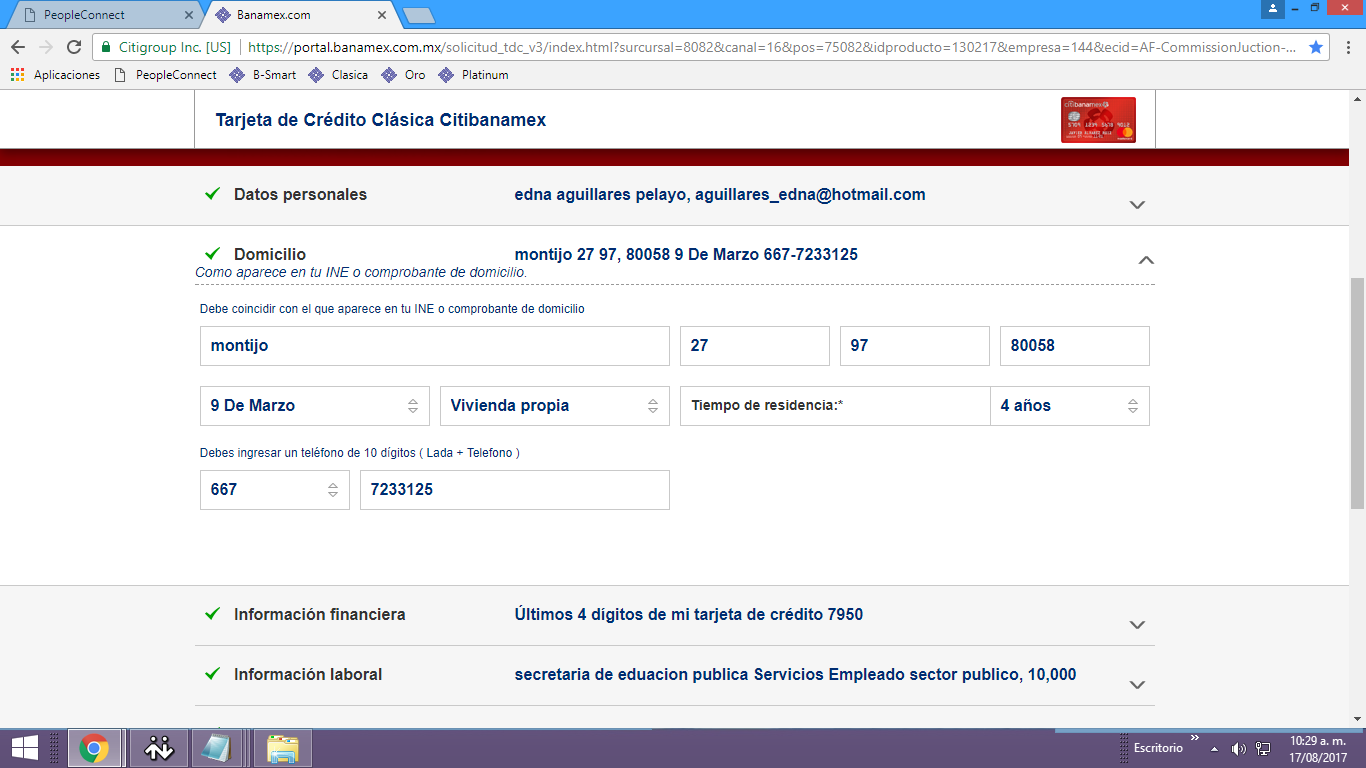 PeopleConnect
Banamex.com
Citigroup Inc. [US] https://portal.banamex.com.mx/solicitud_tdc_v3/index.html?surcursal=8082&canal=16&pos=75082&idproducto=130217&empresa=144&ecid=AF-CommissionJuction-...
Aplicaciones PeopleConnect B-Smart Clasica Oro Platinum
Tarjeta de Crédito Clásica Citibanamex
citibanamex
Datos personales edna aguillares pelayo, aguillares_edna@hotmail.com
Domicilio montijo 27 97, 80058 9 De Marzo 667-7233125
Como aparece en tu INE o comprobante de domicilio.
Debe coincidir con el que aparece en tu INE o comprobante de domicilio
montijo 27 97 80058
9 De Marzo Vivienda propia Tiempo de residencia:* 4 años
Debes ingresar un teléfono de 10 dígitos ( Lada + Telefono )
667 7233125
Información financiera Últimos 4 dígitos de mi tarjeta de crédito 7950
Información laboral secretaria de eduacion publica Servicios Empleado sector publico, 10,000
Escritorio
10:29 a. m.
17/08/2017